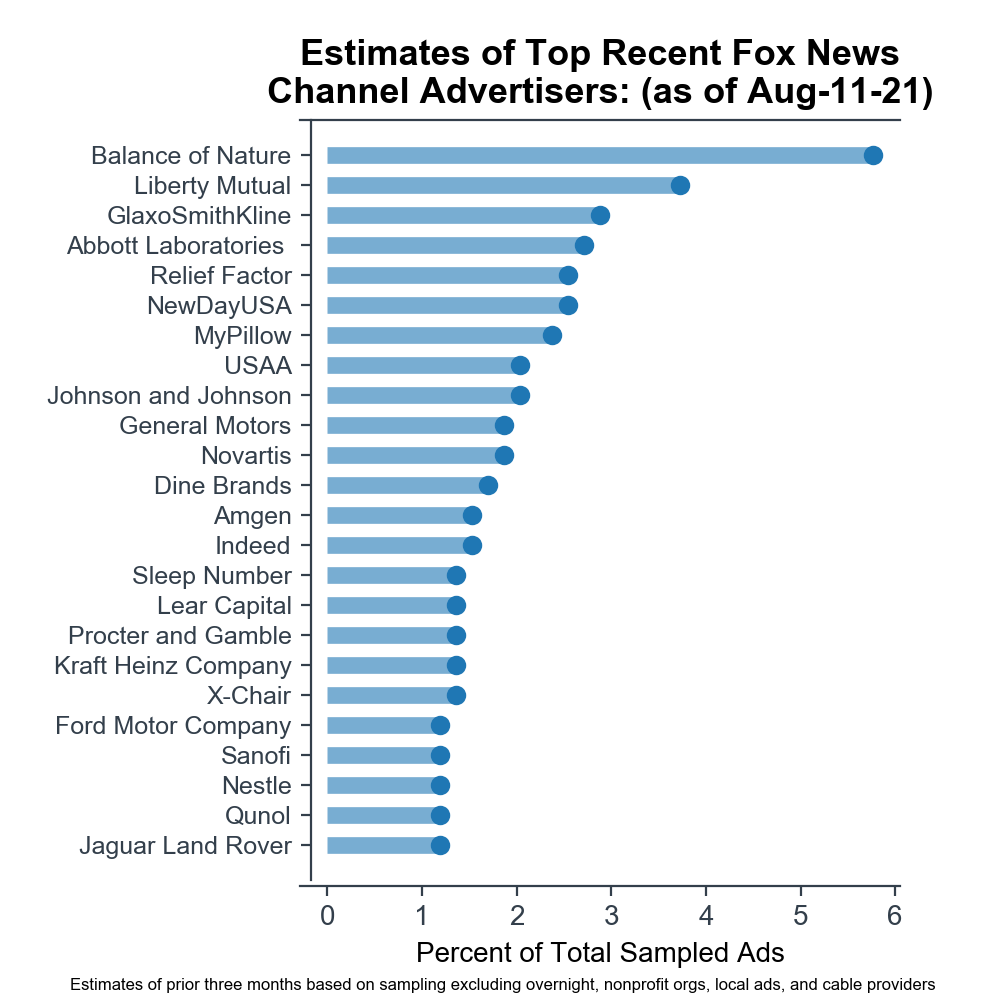 Estimates of Top Recent Fox News
Channel Advertisers: (as of Aug-11-21)
Balance of Nature
Liberty Mutual
GlaxoSmithKline
Abbott Laboratories
Relief Factor
NewDayUSA
MyPillow
USAA
Johnson and Johnson
General Motors
Novartis
Dine Brands
Amgen
Indeed
Sleep Number
Lear Capital
Procter and Gamble
Kraft Heinz Company
X-Chair
Ford Motor Company
Sanofi
Nestle
Qunol
Jaguar Land Rover
0 1 2 3 4 5 6
Percent of Total Sampled Ads
Estimates of prior three months based on sampling excluding overnight, nonprofit orgs, local ads, and cable providers